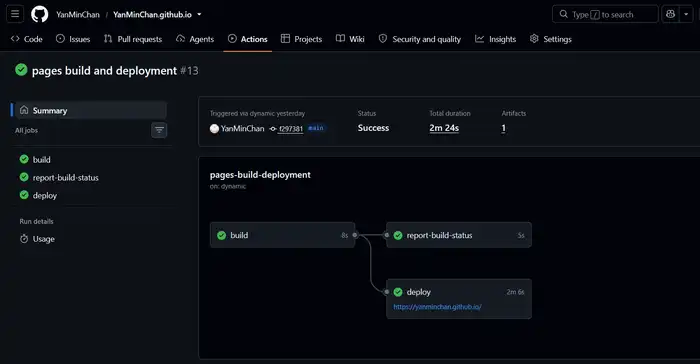 YanMinChan / YanMinChan.github.io
Type / to search
Code Issues Pull requests Agents Actions Projects Wiki Security and quality Insights Settings
pages build and deployment #13
Summary
All jobs
build
report-build-status
deploy
Run details
Usage
Triggered via dynamic yesterday
YanMinChan f297381 main
Status
Success
Total duration
2m 24s
Artifacts
1
pages-build-deployment
on: dynamic
build 8s
report-build-status 5s
deploy 2m 6s
https://yanminchan.github.io/